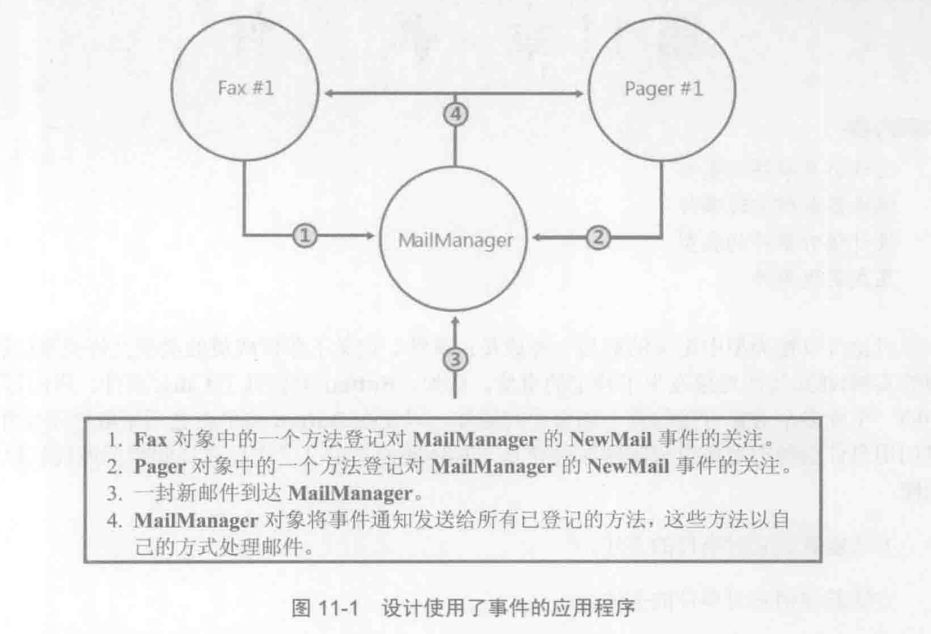 Fax #1
Pager #1
4
MailManager
1
2
3
1. Fax 对象中的一个方法登记对 MailManager 的 NewMail 事件的关注。
2. Pager 对象中的一个方法登记对 MailManager 的 NewMail 事件的关注。
3. 一封新邮件到达 MailManager。
4. MailManager 对象将事件通知发送给所有已登记的方法，这些方法以自
己的方式处理邮件。
图 11-1 设计使用了事件的应用程序